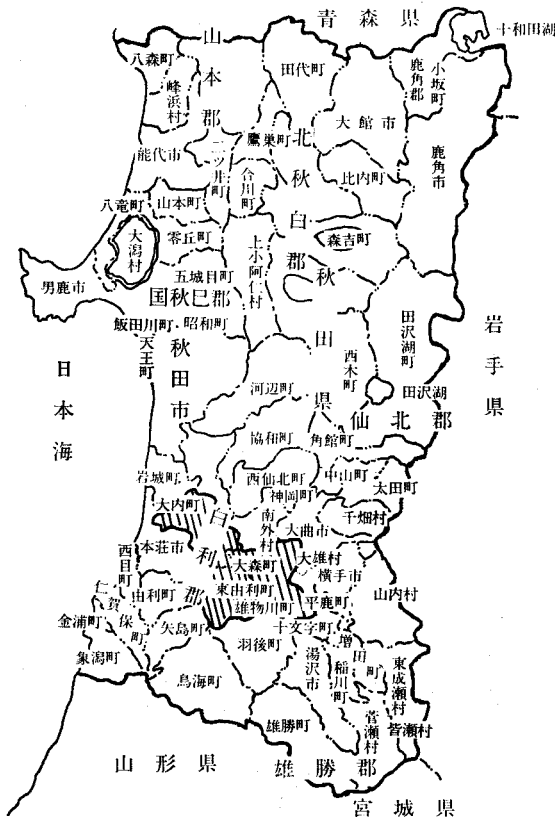 青森県
十和田湖
八森町
山本郡
田代町
鹿角郡
小坂町
峰浜村
大館市
能代市
二ツ井町
鷹巣町
北秋田郡
合川町
比内町
鹿角市
八竜町
山本町
大潟村
零丘町
森吉町
上小阿仁村
男鹿市
五城目町
国秋巳郡
飯田川町・昭和町
天王町
秋田県
田沢湖町
岩手県
日本海
秋田市
西木町
田沢湖
河辺町
仙北郡
協和町
角館町
岩城町
西仙北町
中山町
太田町
神岡町
大内町
南外村
大曲市
千畑村
白利郡
本荘市
大森町
大雄村
横手市
西目町
東由利町
山内村
仁賀保町
由利町
雄物川町
平鹿町
金浦町
矢島町
羽後町
十文字町
増田町
象潟町
湯沢市
稲川町
東成瀬村
鳥海町
雄勝町
菅瀬村
皆瀬村
山形県
雄勝郡
宮城県